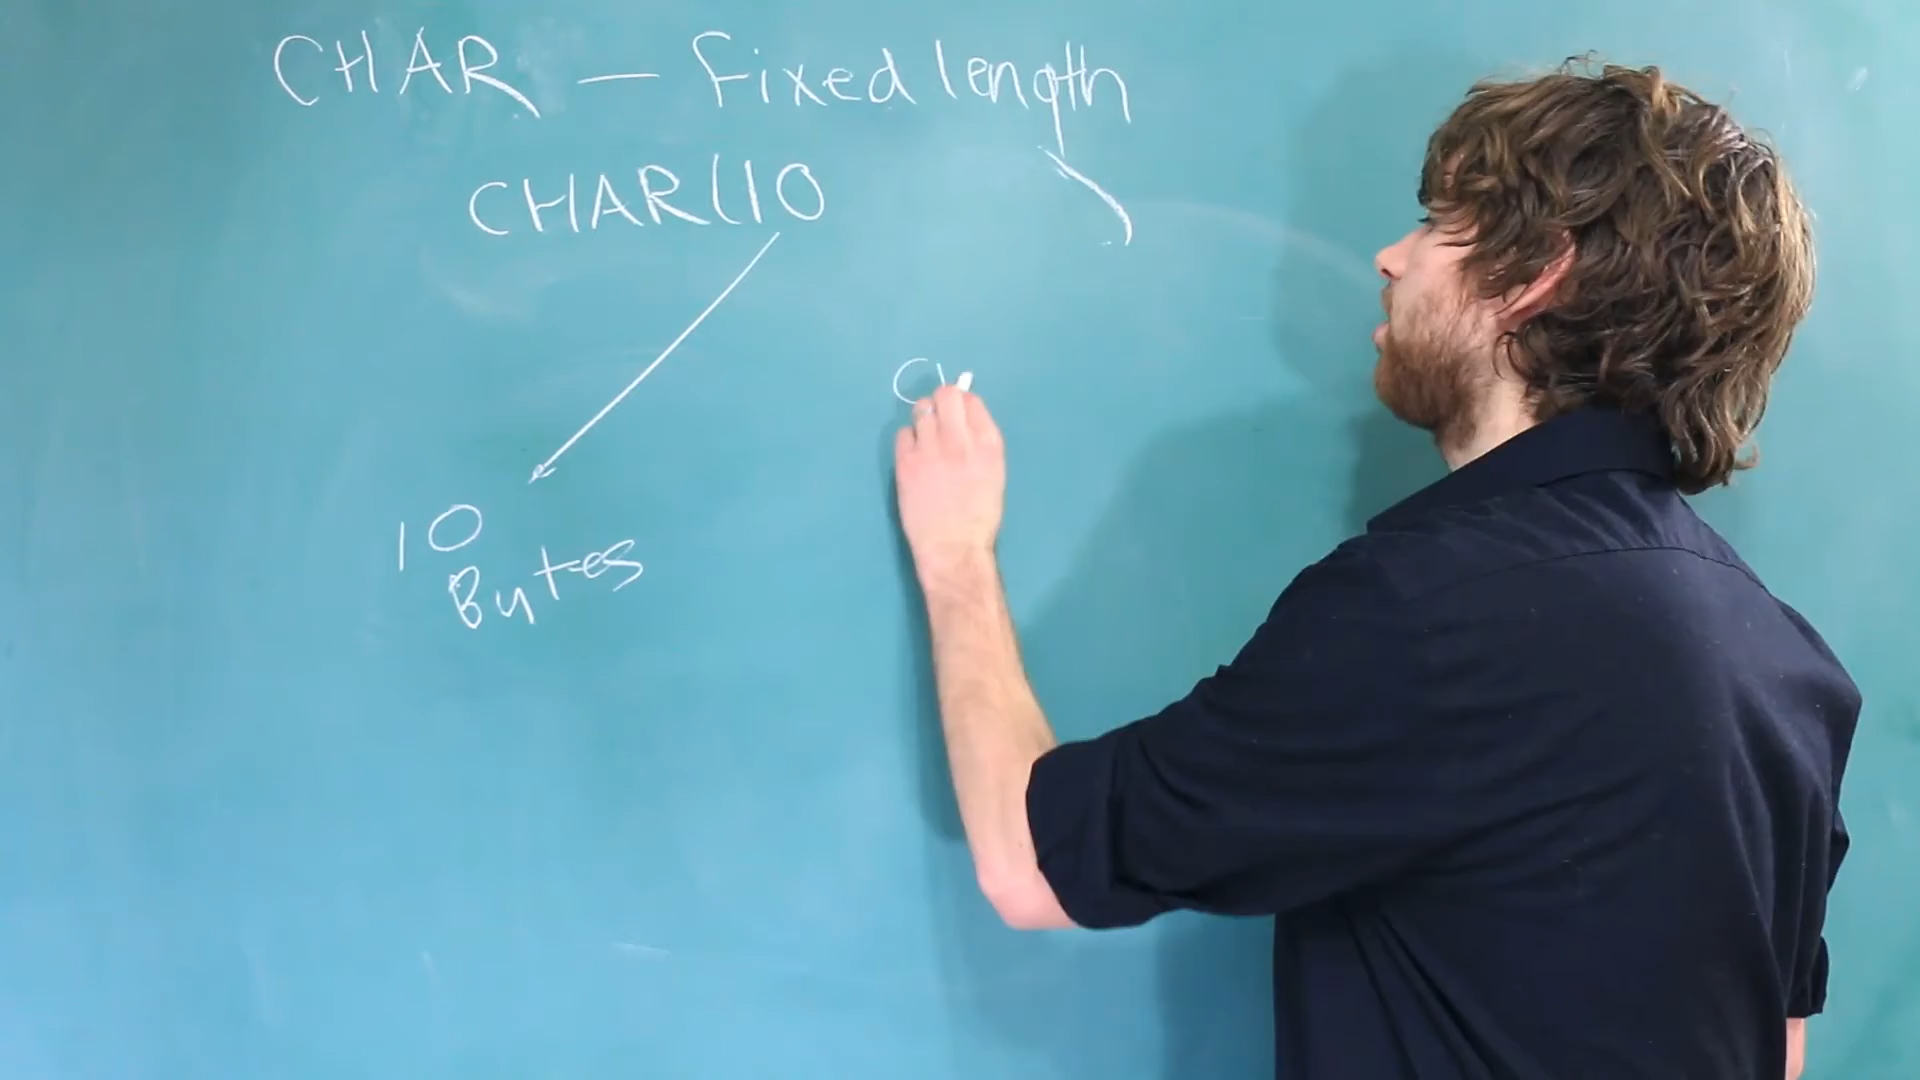 CHAR — Fixed length
CHAR(10 )
10
Bytes
C